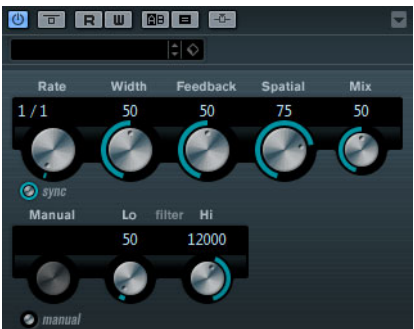 R W AB
Rate Width Feedback Spatial Mix
1 / 1 50 50 75 50
sync
Manual Lo filter Hi
50 12000
manual